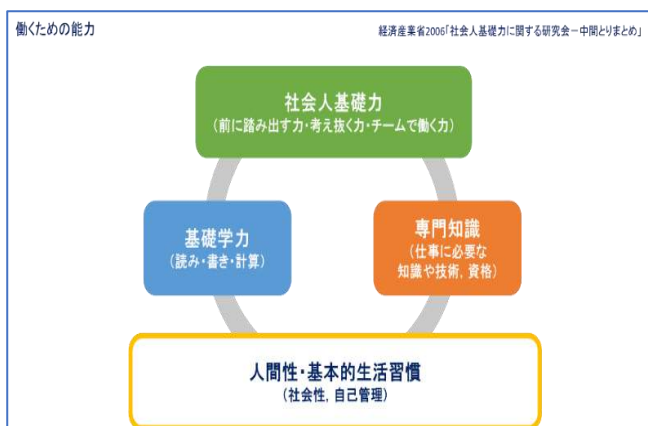 働くための能力
経済産業省2006「社会人基礎力に関する研究会－中間とりまとめ」
社会人基礎力
(前に踏み出す力・考え抜く力・チームで働く力)
基礎学力
(読み・書き・計算)
専門知識
(仕事に必要な
知識や技術, 資格)
人間性・基本的生活習慣
(社会性, 自己管理)